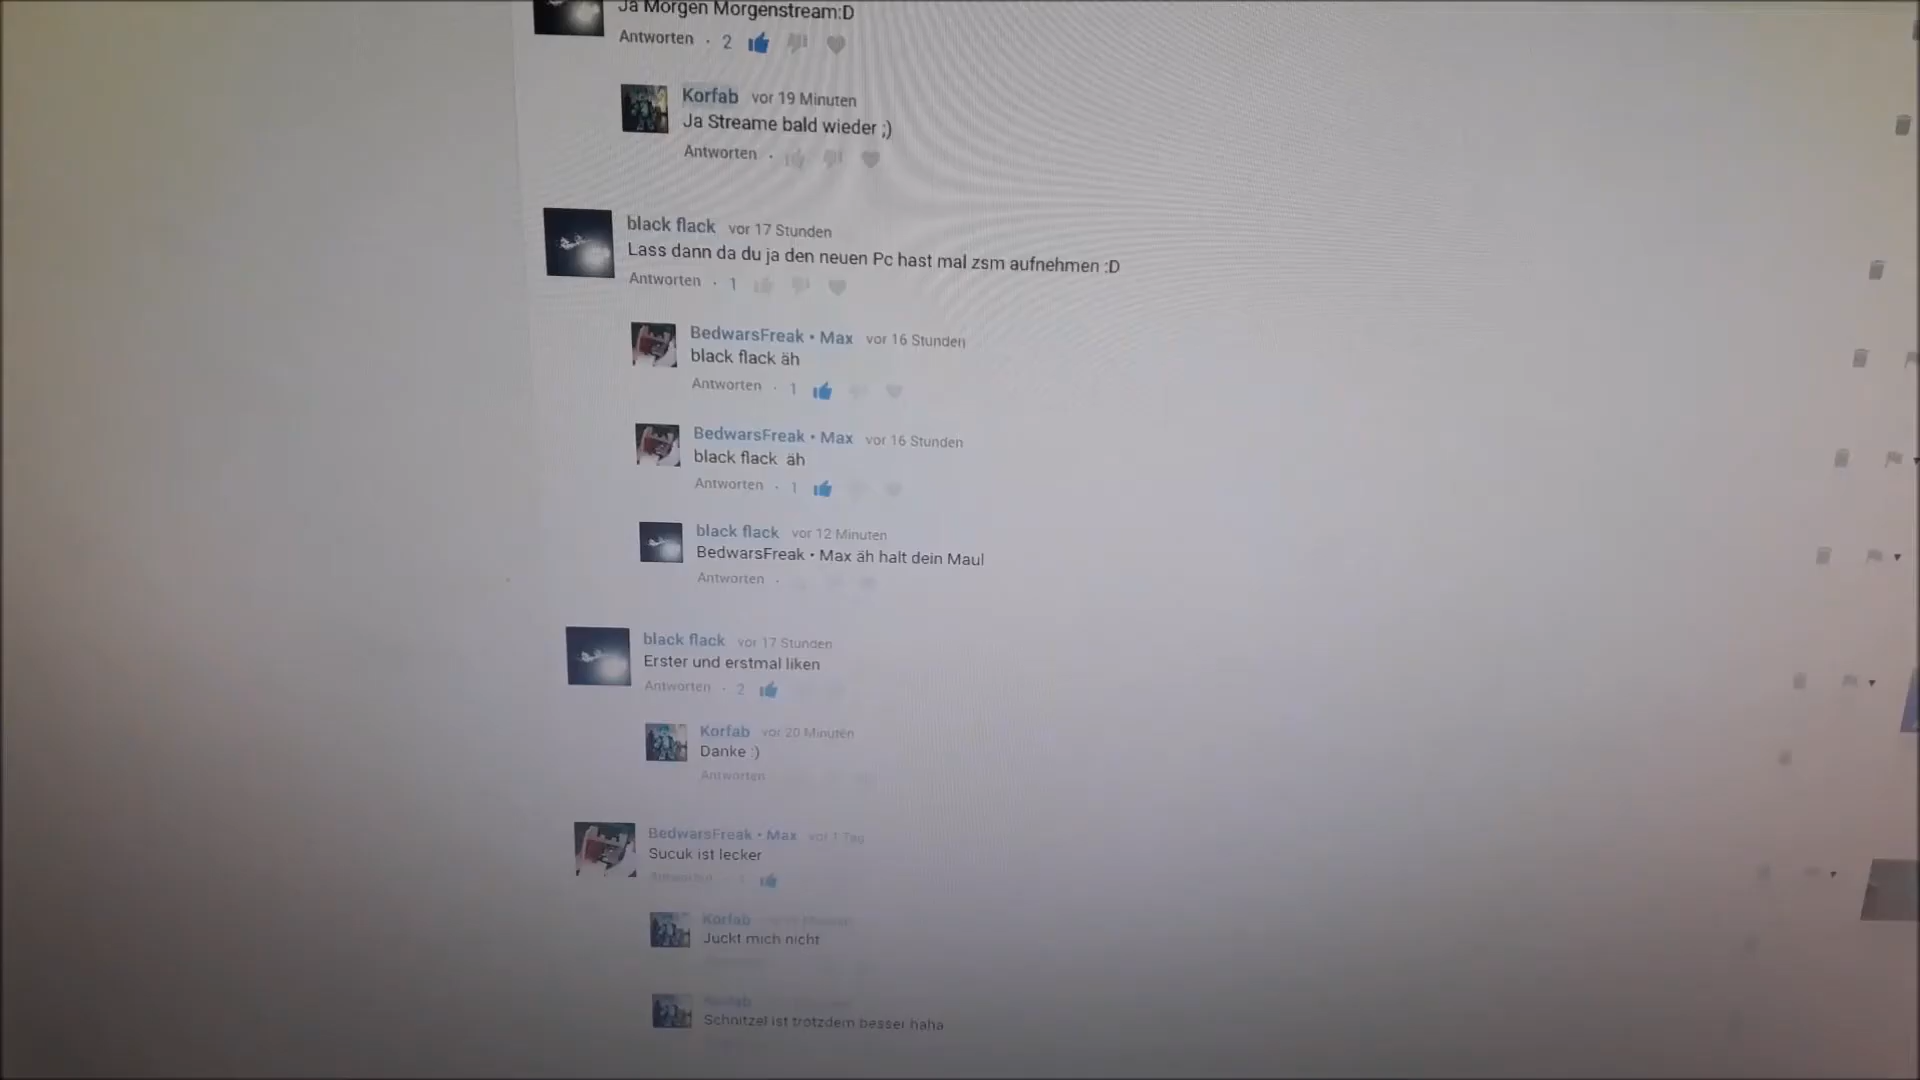 Ja Morgen Morgenstream:D
Antworten · 2
Korfab vor 19 Minuten
Ja Streame bald wieder ;)
Antworten ·
black flack vor 17 Stunden
Lass dann da du ja den neuen Pc hast mal zsm aufnehmen :D
Antworten · 1
BedwarsFreak • Max vor 16 Stunden
black flack äh
Antworten · 1
BedwarsFreak • Max vor 16 Stunden
black flack äh
Antworten · 1
black flack vor 12 Minuten
BedwarsFreak • Max äh halt dein Maul
Antworten ·
black flack vor 17 Stunden
Erster und erstmal liken
Antworten · 2
Korfab vor 20 Minuten
Danke :)
Antworten
BedwarsFreak • Max vor 1 Tag
Sucuk ist lecker
Antworten
Korfab
Juckt mich nicht
Korfab
Schnitzel ist trotzdem besser haha